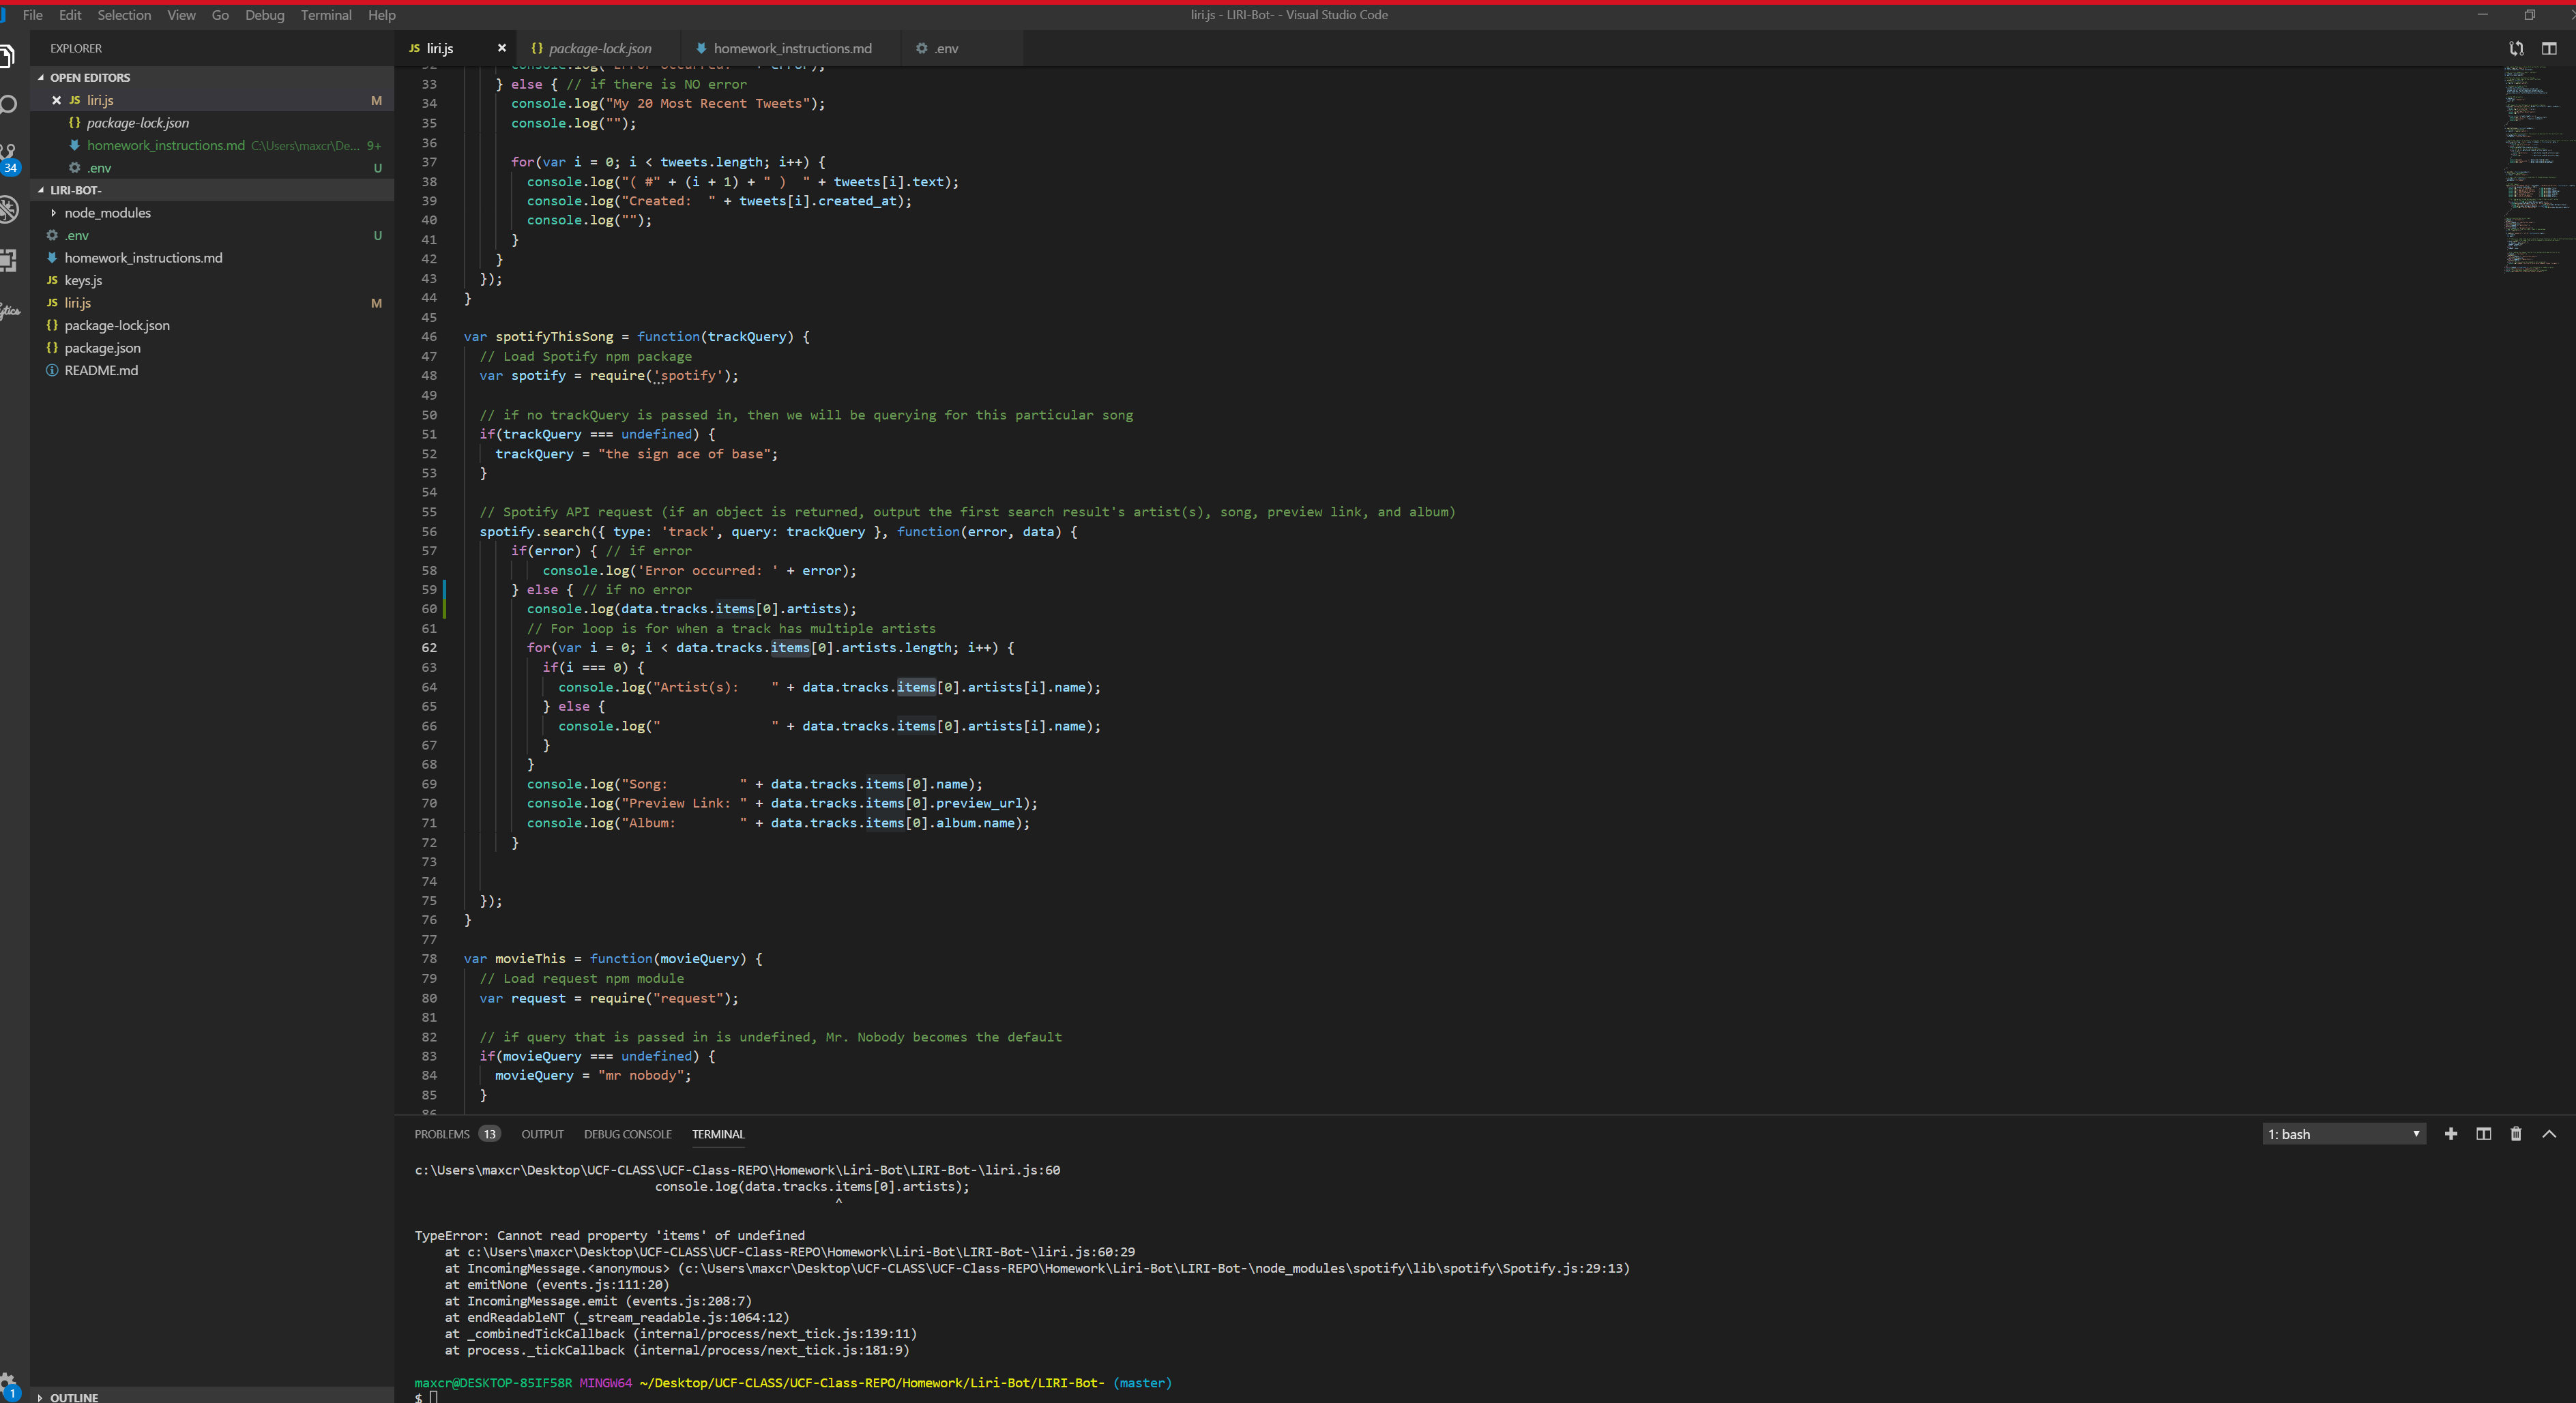 File Edit Selection View Go Debug Terminal Help
liri.js - LIRI-Bot- - Visual Studio Code
EXPLORER
OPEN EDITORS
JS liri.js M
{} package-lock.json
homework_instructions.md C:\Users\maxcr\De... 9+
.env U
LIRI-BOT-
node_modules
.env U
homework_instructions.md
JS keys.js
JS liri.js M
{} package-lock.json
{} package.json
README.md
OUTLINE
34
1
JS liri.js
{} package-lock.json
homework_instructions.md
.env
33 } else { // if there is NO error
34 console.log("My 20 Most Recent Tweets");
35 console.log("");
36
37 for(var i = 0; i < tweets.length; i++) {
38 console.log("( #" + (i + 1) + " )  " + tweets[i].text);
39 console.log("Created:  " + tweets[i].created_at);
40 console.log("");
41 }
42 }
43 });
44 }
45
46 var spotifyThisSong = function(trackQuery) {
47 // Load Spotify npm package
48 var spotify = require('spotify');
49
50 // if no trackQuery is passed in, then we will be querying for this particular song
51 if(trackQuery === undefined) {
52 trackQuery = "the sign ace of base";
53 }
54
55 // Spotify API request (if an object is returned, output the first search result's artist(s), song, preview link, and album)
56 spotify.search({ type: 'track', query: trackQuery }, function(error, data) {
57 if(error) { // if error
58 console.log('Error occurred: ' + error);
59 } else { // if no error
60 console.log(data.tracks.items[0].artists);
61 // For loop is for when a track has multiple artists
62 for(var i = 0; i < data.tracks.items[0].artists.length; i++) {
63 if(i === 0) {
64 console.log("Artist(s):    " + data.tracks.items[0].artists[i].name);
65 } else {
66 console.log("              " + data.tracks.items[0].artists[i].name);
67 }
68 }
69 console.log("Song:         " + data.tracks.items[0].name);
70 console.log("Preview Link: " + data.tracks.items[0].preview_url);
71 console.log("Album:        " + data.tracks.items[0].album.name);
72 }
73
74
75 });
76 }
77
78 var movieThis = function(movieQuery) {
79 // Load request npm module
80 var request = require("request");
81
82 // if query that is passed in is undefined, Mr. Nobody becomes the default
83 if(movieQuery === undefined) {
84 movieQuery = "mr nobody";
85 }
86
PROBLEMS 13 OUTPUT DEBUG CONSOLE TERMINAL
1: bash
c:\Users\maxcr\Desktop\UCF-CLASS\UCF-Class-REPO\Homework\Liri-Bot\LIRI-Bot-\liri.js:60
console.log(data.tracks.items[0].artists);
^
TypeError: Cannot read property 'items' of undefined
at c:\Users\maxcr\Desktop\UCF-CLASS\UCF-Class-REPO\Homework\Liri-Bot\LIRI-Bot-\liri.js:60:29
at IncomingMessage.<anonymous> (c:\Users\maxcr\Desktop\UCF-CLASS\UCF-Class-REPO\Homework\Liri-Bot\LIRI-Bot-\node_modules\spotify\lib\spotify\Spotify.js:29:13)
at emitNone (events.js:111:20)
at IncomingMessage.emit (events.js:208:7)
at endReadableNT (_stream_readable.js:1064:12)
at _combinedTickCallback (internal/process/next_tick.js:139:11)
at process._tickCallback (internal/process/next_tick.js:181:9)
maxcr@DESKTOP-85IF58R MINGW64 ~/Desktop/UCF-CLASS/UCF-Class-REPO/Homework/Liri-Bot/LIRI-Bot- (master)
$